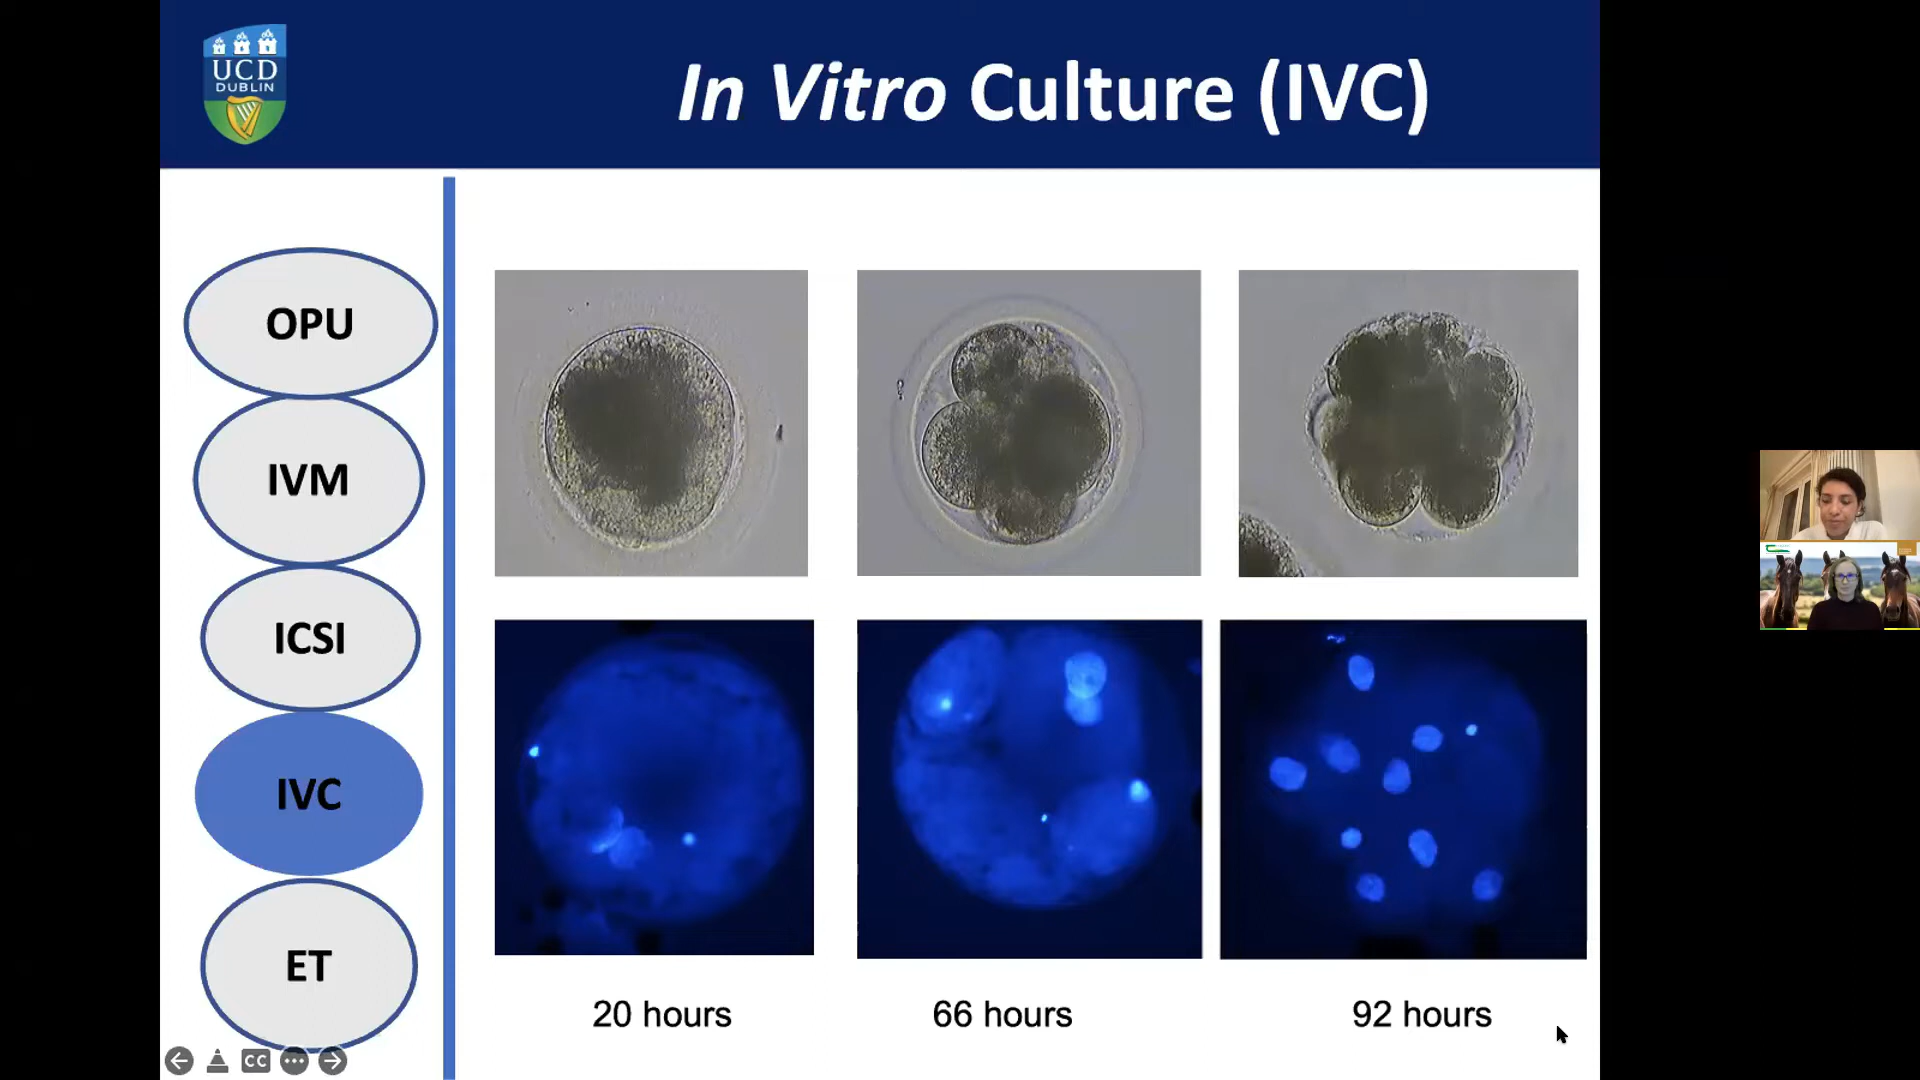 UCD
DUBLIN
In Vitro Culture (IVC)
OPU
IVM
ICSI
IVC
ET
20 hours
66 hours
92 hours
CC